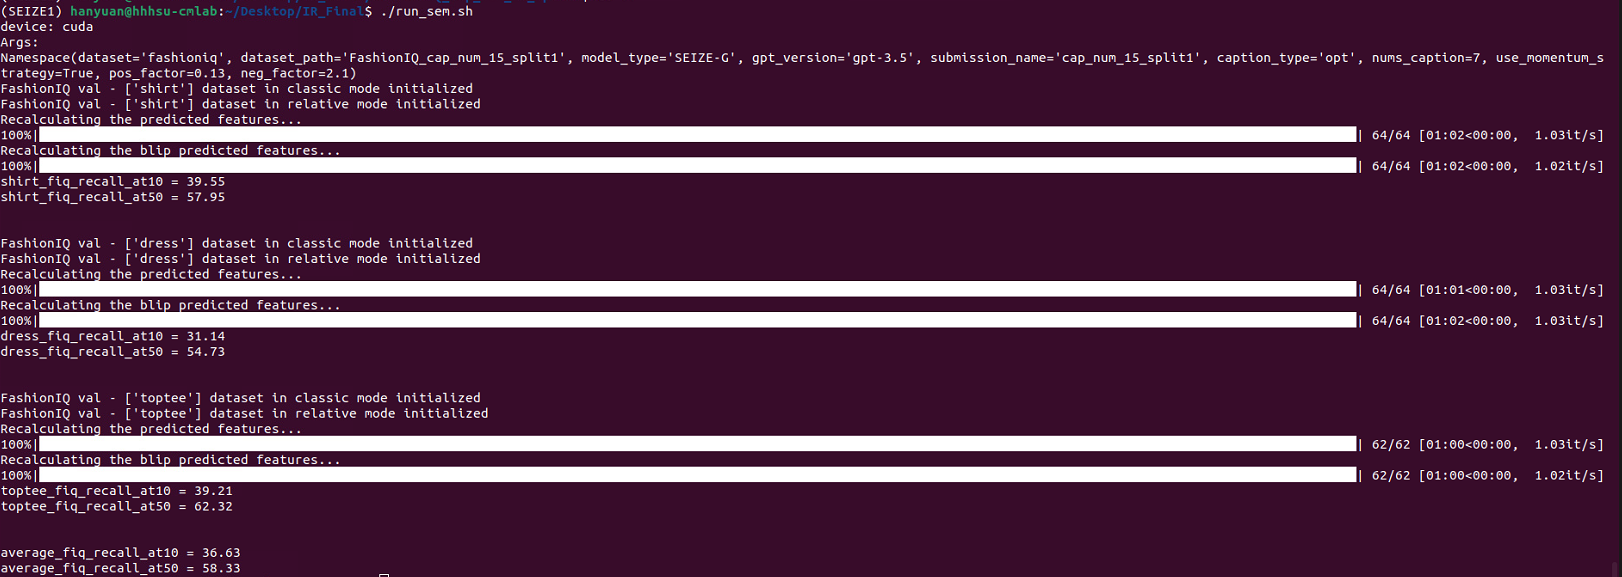 (SEIZE1) hanyuan@hhhsu-cmlab:~/Desktop/IR_Final$ ./run_sem.sh
device: cuda
Args:
Namespace(dataset='fashioniq', dataset_path='FashionIQ_cap_num_15_split1', model_type='SEIZE-G', gpt_version='gpt-3.5', submission_name='cap_num_15_split1', caption_type='opt', nums_caption=7, use_momentum_s
trategy=True, pos_factor=0.13, neg_factor=2.1)
FashionIQ val - ['shirt'] dataset in classic mode initialized
FashionIQ val - ['shirt'] dataset in relative mode initialized
Recalculating the predicted features...
100%| | 64/64 [01:02<00:00,  1.03it/s]
Recalculating the blip predicted features...
100%| | 64/64 [01:02<00:00,  1.02it/s]
shirt_fiq_recall_at10 = 39.55
shirt_fiq_recall_at50 = 57.95
FashionIQ val - ['dress'] dataset in classic mode initialized
FashionIQ val - ['dress'] dataset in relative mode initialized
Recalculating the predicted features...
100%| | 64/64 [01:01<00:00,  1.03it/s]
Recalculating the blip predicted features...
100%| | 64/64 [01:02<00:00,  1.03it/s]
dress_fiq_recall_at10 = 31.14
dress_fiq_recall_at50 = 54.73
FashionIQ val - ['toptee'] dataset in classic mode initialized
FashionIQ val - ['toptee'] dataset in relative mode initialized
Recalculating the predicted features...
100%| | 62/62 [01:00<00:00,  1.03it/s]
Recalculating the blip predicted features...
100%| | 62/62 [01:00<00:00,  1.02it/s]
toptee_fiq_recall_at10 = 39.21
toptee_fiq_recall_at50 = 62.32
average_fiq_recall_at10 = 36.63
average_fiq_recall_at50 = 58.33